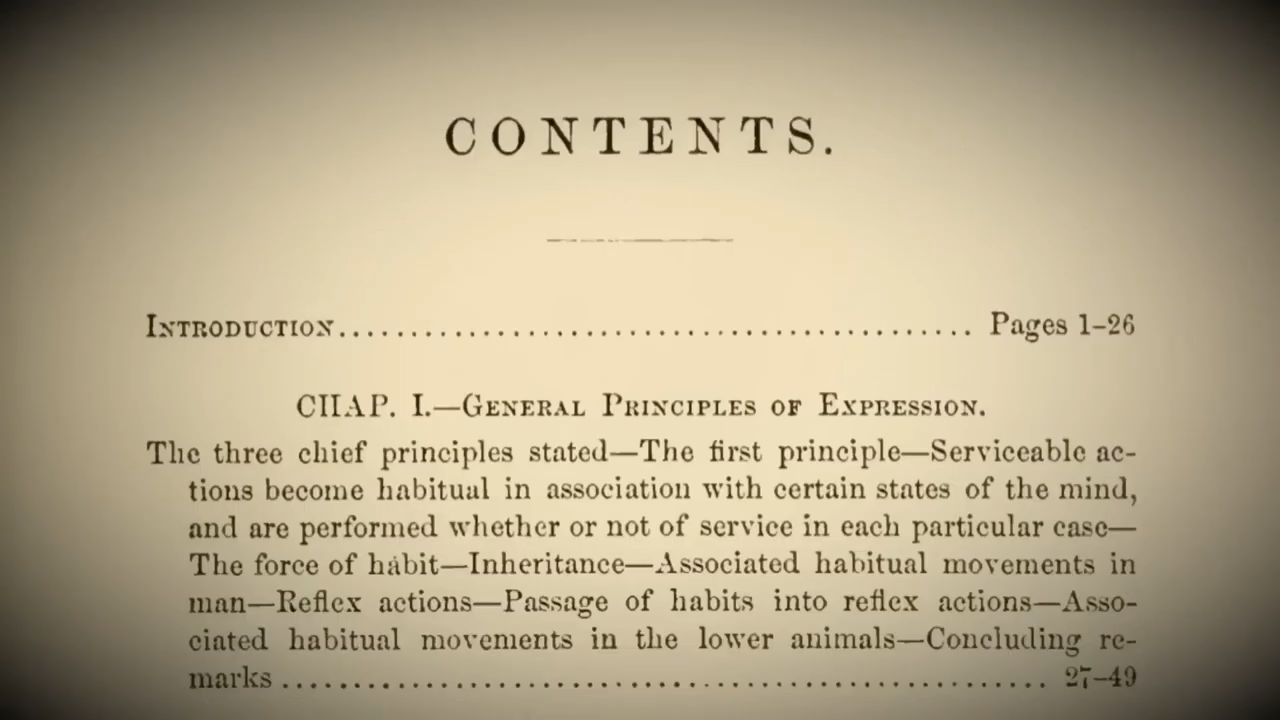 CONTENTS.
INTRODUCTION........................................... Pages 1–26
CHAP. I.—GENERAL PRINCIPLES OF EXPRESSION.
The three chief principles stated—The first principle—Serviceable ac-
tions become habitual in association with certain states of the mind,
and are performed whether or not of service in each particular case—
The force of habit—Inheritance—Associated habitual movements in
man—Reflex actions—Passage of habits into reflex actions—Asso-
ciated habitual movements in the lower animals—Concluding re-
marks .................................................... 27–49